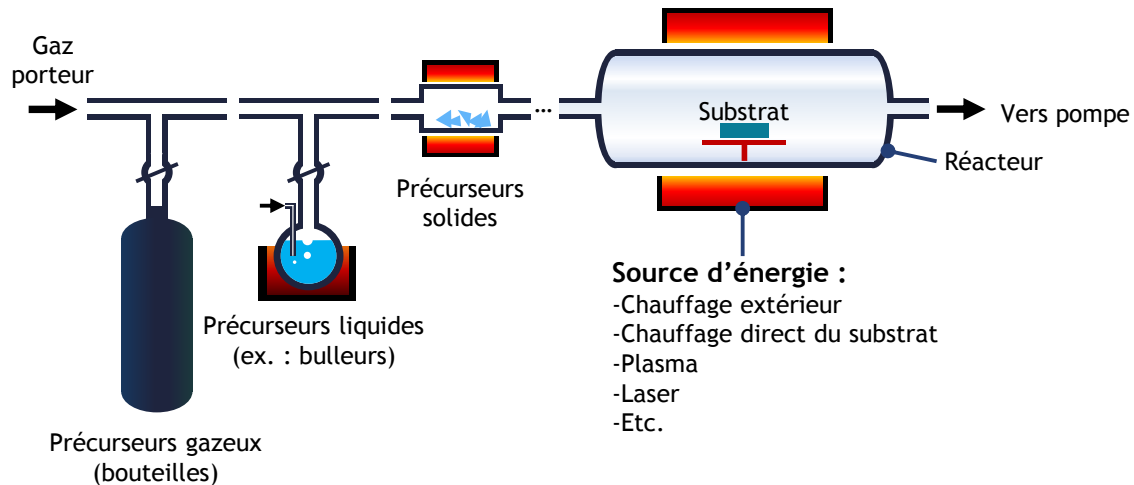 Gaz
porteur
Substrat
Vers pompe
Réacteur
Précurseurs
solides
...
Source d’énergie :
-Chauffage extérieur
-Chauffage direct du substrat
-Plasma
-Laser
-Etc.
Précurseurs liquides
(ex. : bulleurs)
Précurseurs gazeux
(bouteilles)